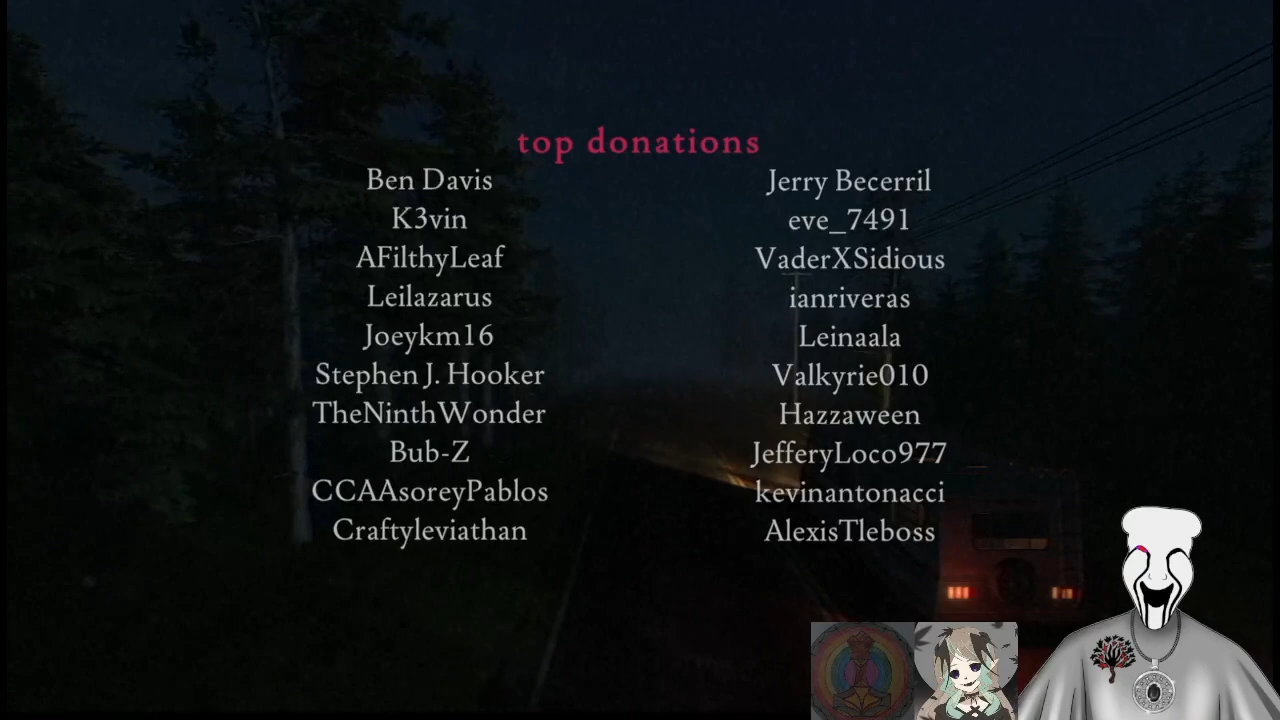 top donations
Ben Davis
K3vin
AFilthyLeaf
Leilazarus
Joeykm16
Stephen J. Hooker
TheNinthWonder
Bub-Z
CCAAsoreyPablos
Craftyleviathan
Jerry Becerril
eve_7491
VaderXSidious
ianriveras
Leinaala
Valkyrie010
Hazzaween
JefferyLoco977
kevinantonacci
AlexisTleboss